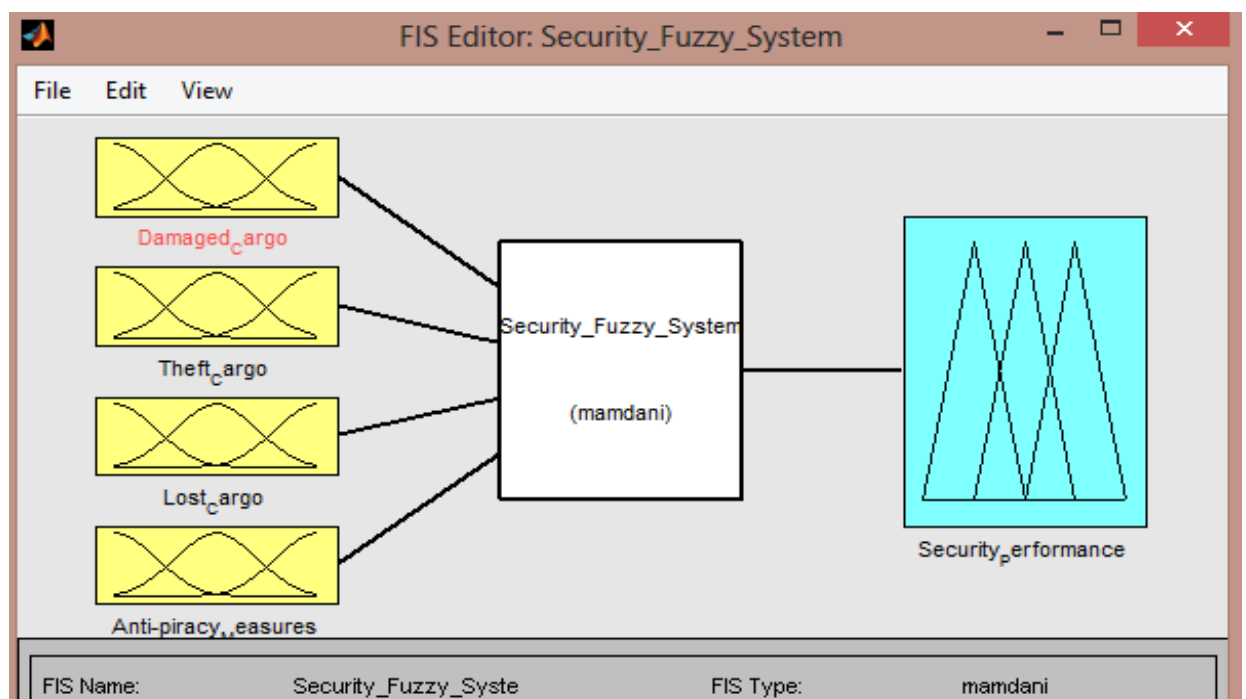 FIS Editor: Security_Fuzzy_System
File Edit View
Damaged_Cargo
Theft_Cargo
Lost_Cargo
Anti-piracy_Measures
Security_Fuzzy_System
(mamdani)
Security_Performance
FIS Name: Security_Fuzzy_Syste FIS Type: mamdani